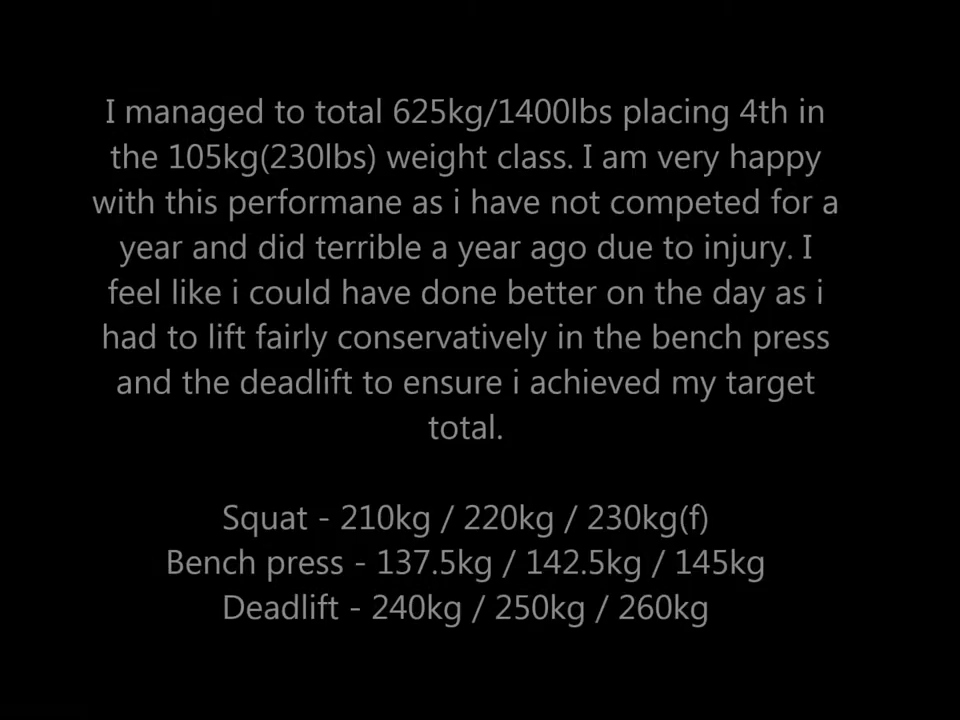 I managed to total 625kg/1400lbs placing 4th in
the 105kg(230lbs) weight class. I am very happy
with this performane as i have not competed for a
year and did terrible a year ago due to injury. I
feel like i could have done better on the day as i
had to lift fairly conservatively in the bench press
and the deadlift to ensure i achieved my target
total.
Squat - 210kg / 220kg / 230kg(f)
Bench press - 137.5kg / 142.5kg / 145kg
Deadlift - 240kg / 250kg / 260kg